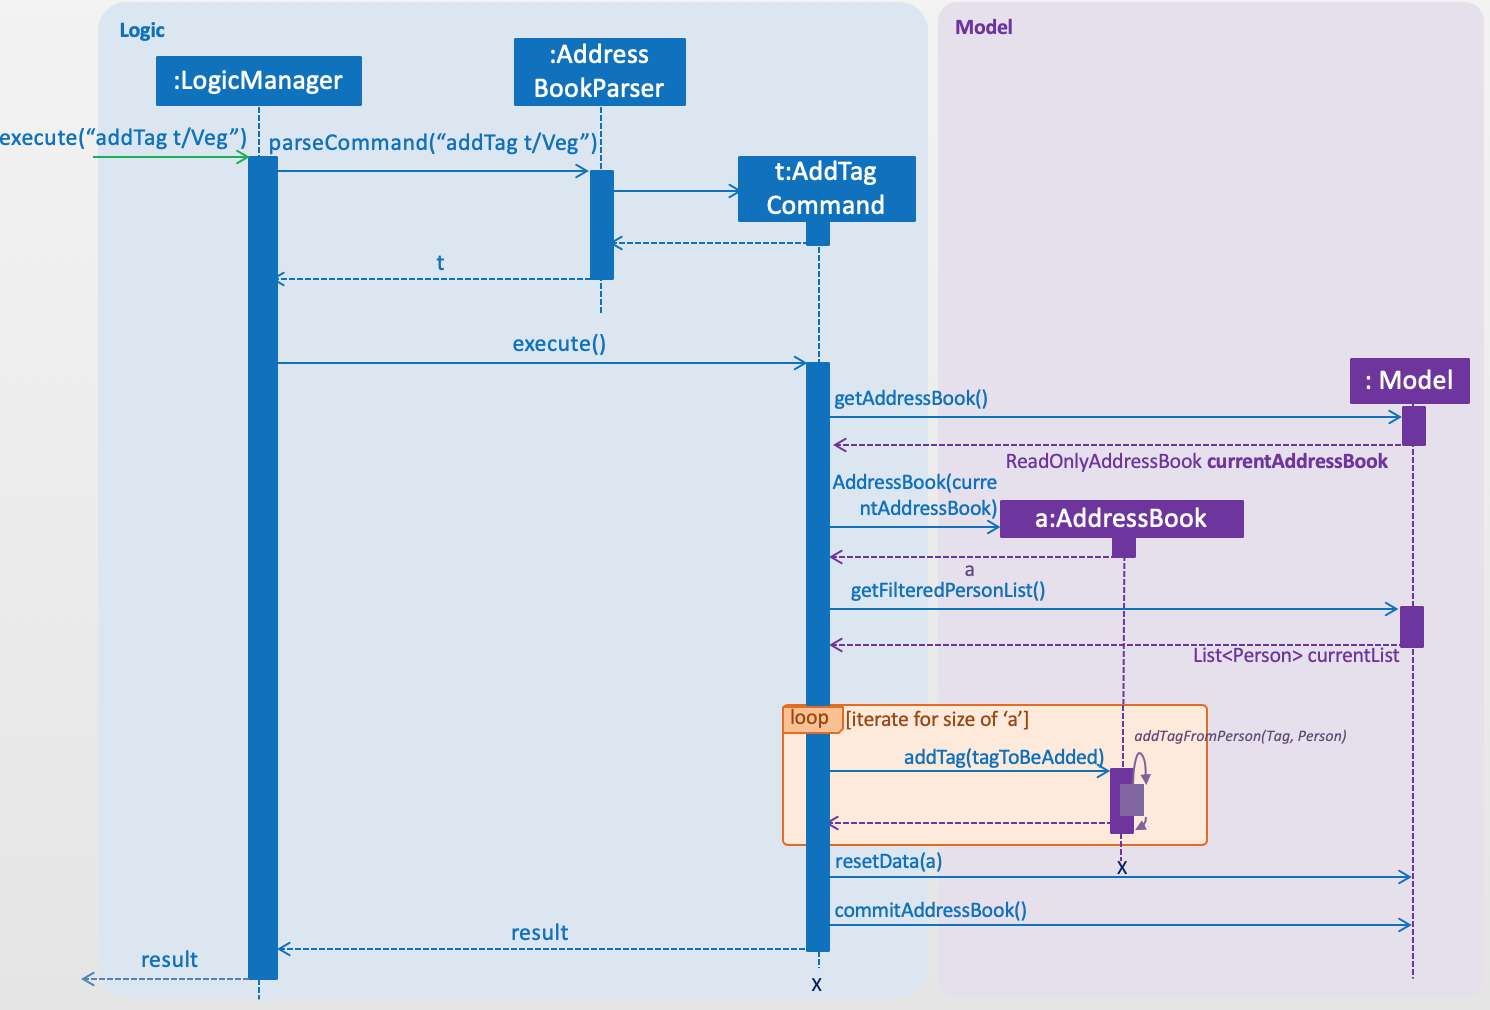 Logic
Model
:Address
BookParser
:LogicManager
execute(“addTag t/Veg”)
parseCommand(“addTag t/Veg”)
t:AddTag
Command
t
execute()
: Model
getAddressBook()
ReadOnlyAddressBook currentAddressBook
AddressBook(curre
ntAddressBook)
a:AddressBook
a
getFilteredPersonList()
List<Person> currentList
loop
[iterate for size of ‘a’]
addTagFromPerson(Tag, Person)
addTag(tagToBeAdded)
resetData(a)
X
commitAddressBook()
result
result
X